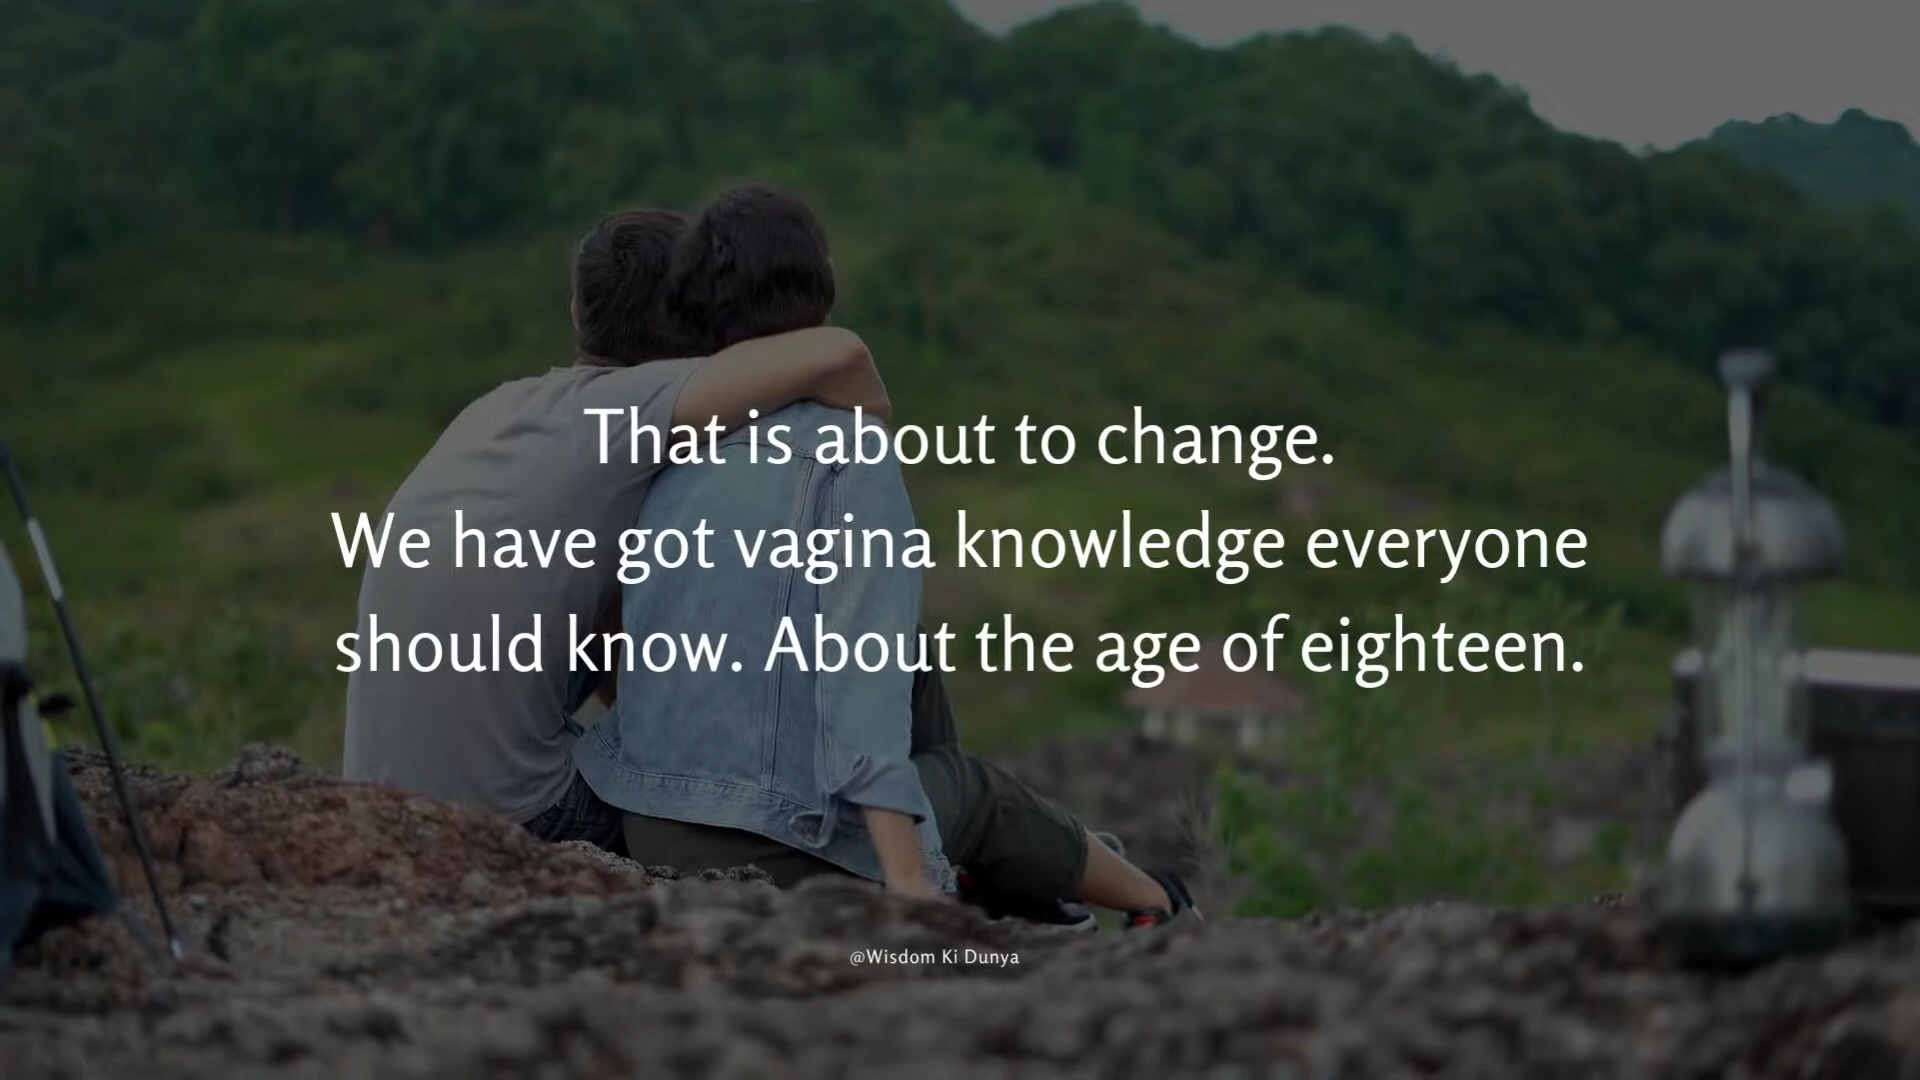 That is about to change.
We have got vagina knowledge everyone
should know. About the age of eighteen.
@Wisdom Ki Dunya